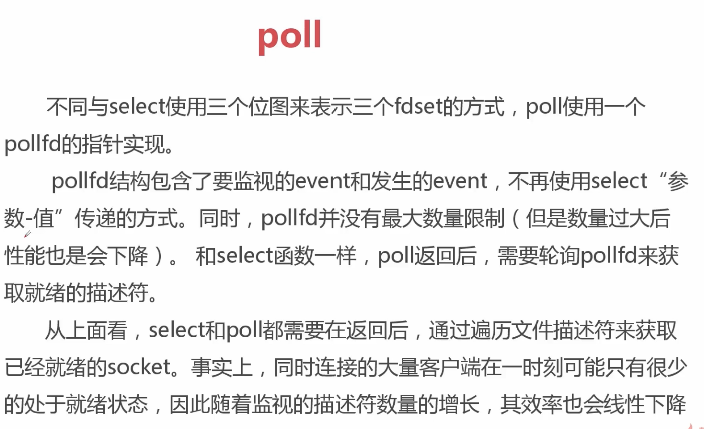 poll
不同与select使用三个位图来表示三个fdset的方式，poll使用一个
pollfd的指针实现。
pollfd结构包含了要监视的event和发生的event，不再使用select“参
数-值”传递的方式。同时，pollfd并没有最大数量限制（但是数量过大后
性能也是会下降）。 和select函数一样，poll返回后，需要轮询pollfd来获
取就绪的描述符。
从上面看，select和poll都需要在返回后，通过遍历文件描述符来获取
已经就绪的socket。事实上，同时连接的大量客户端在一时刻可能只有很少
的处于就绪状态，因此随着监视的描述符数量的增长，其效率也会线性下降